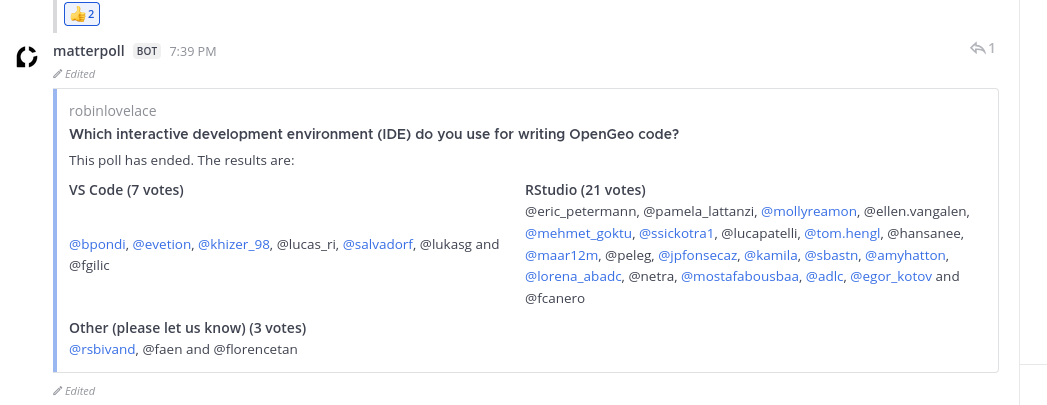 👍 2
matterpoll BOT 7:39 PM
1
Edited
robinlovelace
Which interactive development environment (IDE) do you use for writing OpenGeo code?
This poll has ended. The results are:
VS Code (7 votes)
@bpondi, @evetion, @khizer_98, @lucas_ri, @salvadorf, @lukasg and
@fgilic
RStudio (21 votes)
@eric_petermann, @pamela_lattanzi, @mollyreamon, @ellen.vangalen,
@mehmet_goktu, @ssickotra1, @lucapatelli, @tom.hengl, @hansanee,
@maar12m, @peleg, @jpfonsecaz, @kamila, @sbastn, @amyhatton,
@lorena_abadc, @netra, @mostafabousbaa, @adlc, @egor_kotov and
@fcanero
Other (please let us know) (3 votes)
@rsbivand, @faen and @florencetan
Edited